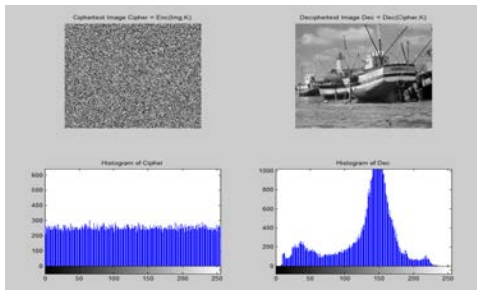 Ciphertext Image Cipher = Enc(Img,K)
Deciphertext Image Dec = Dec(Cipher,K)
Histogram of Cipher
Histogram of Dec
600
500
400
300
200
100
0
0 50 100 150 200 250
1000
800
600
400
200
0
0 50 100 150 200 250